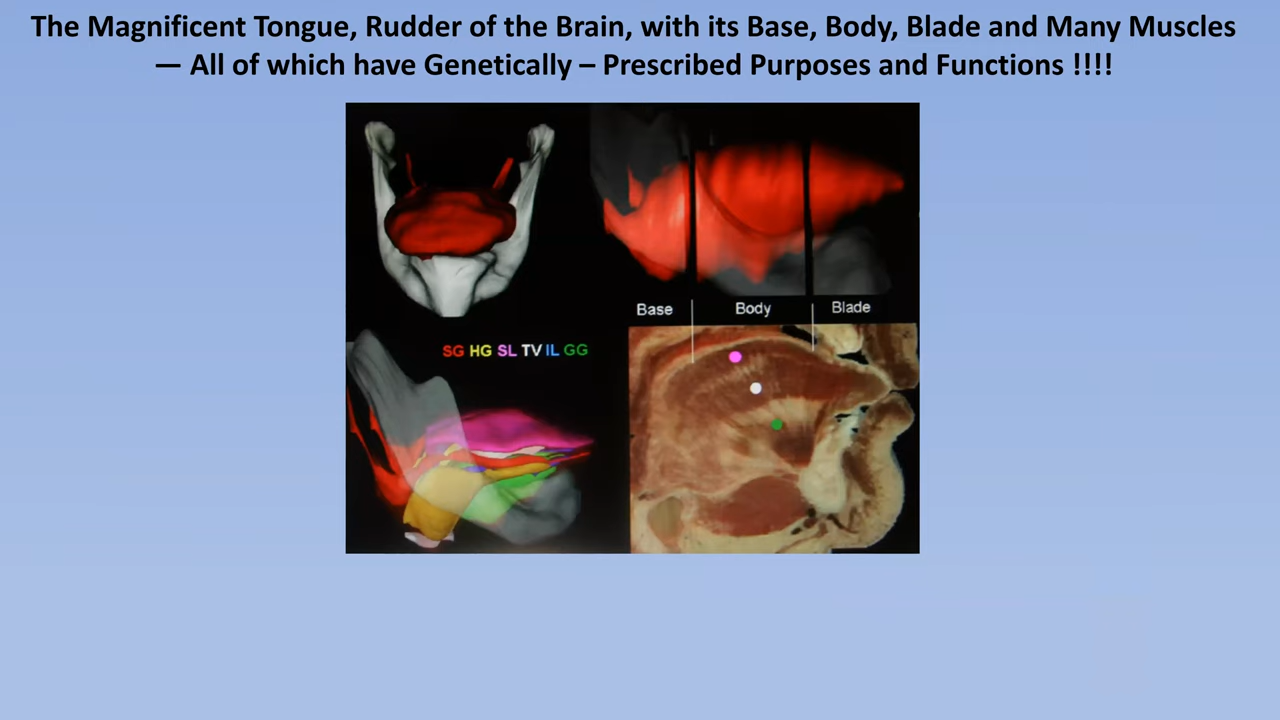 The Magnificent Tongue, Rudder of the Brain, with its Base, Body, Blade and Many Muscles
— All of which have Genetically – Prescribed Purposes and Functions !!!!
Base Body Blade
SG HG SL TV IL GG